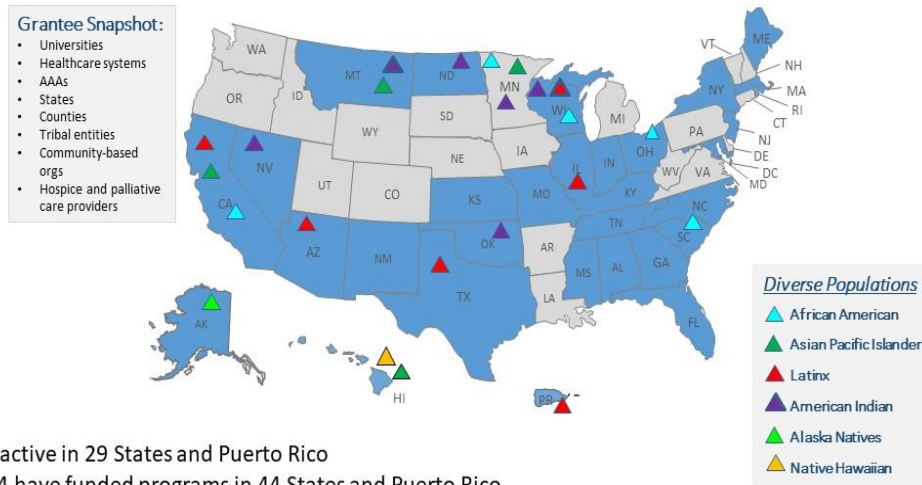 Grantee Snapshot:
• Universities
• Healthcare systems
• AAAs
• States
• Counties
• Tribal entities
• Community-based
orgs
• Hospice and palliative
care providers
WA
OR
ID
MT
ND
MN
WY
SD
NE
IA
WI
MI
NV
UT
CO
KS
MO
IL
IN
OH
KY
WV
VA
PA
NY
ME
VT
NH
MA
RI
CT
NJ
DE
DC
MD
CA
AZ
NM
OK
AR
TN
NC
SC
TX
LA
MS
AL
GA
FL
AK
HI
PR
Diverse Populations
African American
Asian Pacific Islander
Latinx
American Indian
Alaska Natives
Native Hawaiian
active in 29 States and Puerto Rico
4 have funded programs in 44 States and Puerto Rico